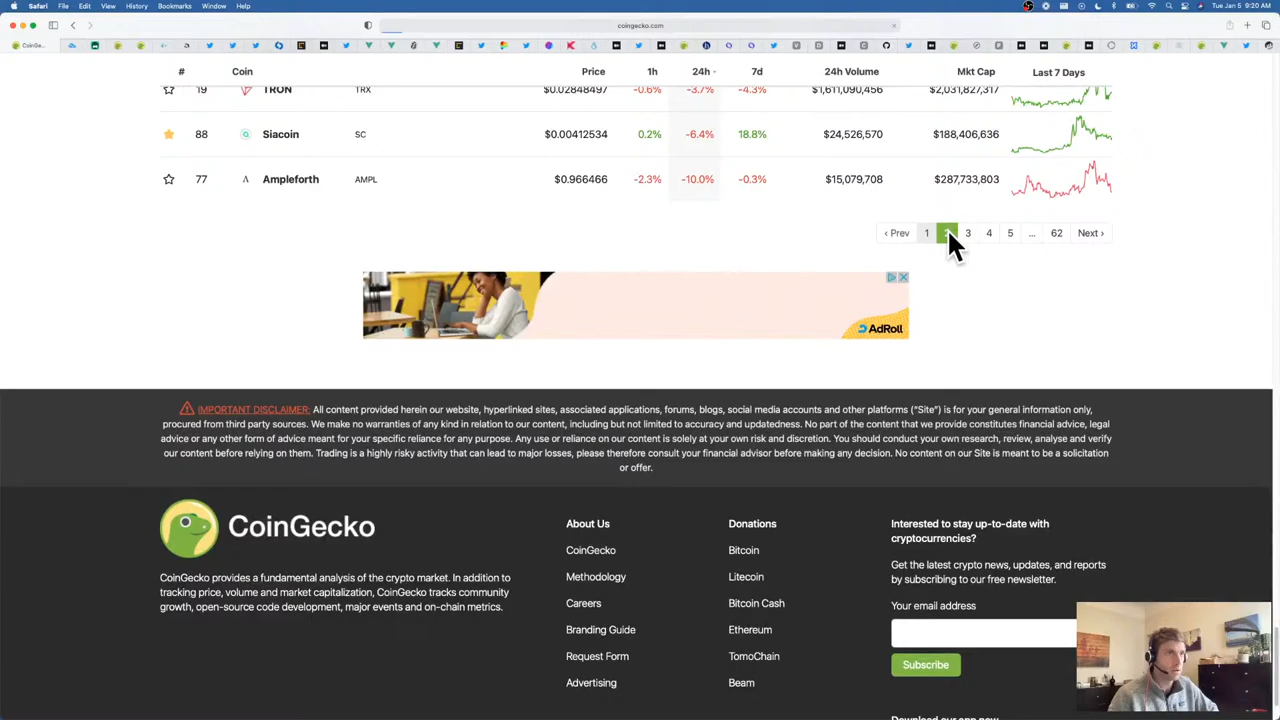 Safari File Edit View History Bookmarks Window Help Tue Jan 5 9:20 AM
coingecko.com
CoinGe...
# Coin Price 1h 24h 7d 24h Volume Mkt Cap Last 7 Days
19 TRON TRX $0.02848497 -0.6% -3.7% -4.3% $1,611,090,456 $2,031,827,317
88 Siacoin SC $0.00412534 0.2% -6.4% 18.8% $24,526,570 $188,406,636
77 Ampleforth AMPL $0.966466 -2.3% -10.0% -0.3% $15,079,708 $287,733,803
‹ Prev 1 2 3 4 5 ... 62 Next ›
AdRoll
IMPORTANT DISCLAIMER: All content provided herein our website, hyperlinked sites, associated applications, forums, blogs, social media accounts and other platforms (“Site”) is for your general information only,
procured from third party sources. We make no warranties of any kind in relation to our content, including but not limited to accuracy and updatedness. No part of the content that we provide constitutes financial advice, legal
advice or any other form of advice meant for your specific reliance for any purpose. Any use or reliance on our content is solely at your own risk and discretion. You should conduct your own research, review, analyse and verify
our content before relying on them. Trading is a highly risky activity that can lead to major losses, please therefore consult your financial advisor before making any decision. No content on our Site is meant to be a solicitation
or offer.
CoinGecko
CoinGecko provides a fundamental analysis of the crypto market. In addition to
tracking price, volume and market capitalization, CoinGecko tracks community
growth, open-source code development, major events and on-chain metrics.
About Us
CoinGecko
Methodology
Careers
Branding Guide
Request Form
Advertising
Donations
Bitcoin
Litecoin
Bitcoin Cash
Ethereum
TomoChain
Beam
Interested to stay up-to-date with
cryptocurrencies?
Get the latest crypto news, updates, and reports
by subscribing to our free newsletter.
Your email address
Subscribe
Download our app now